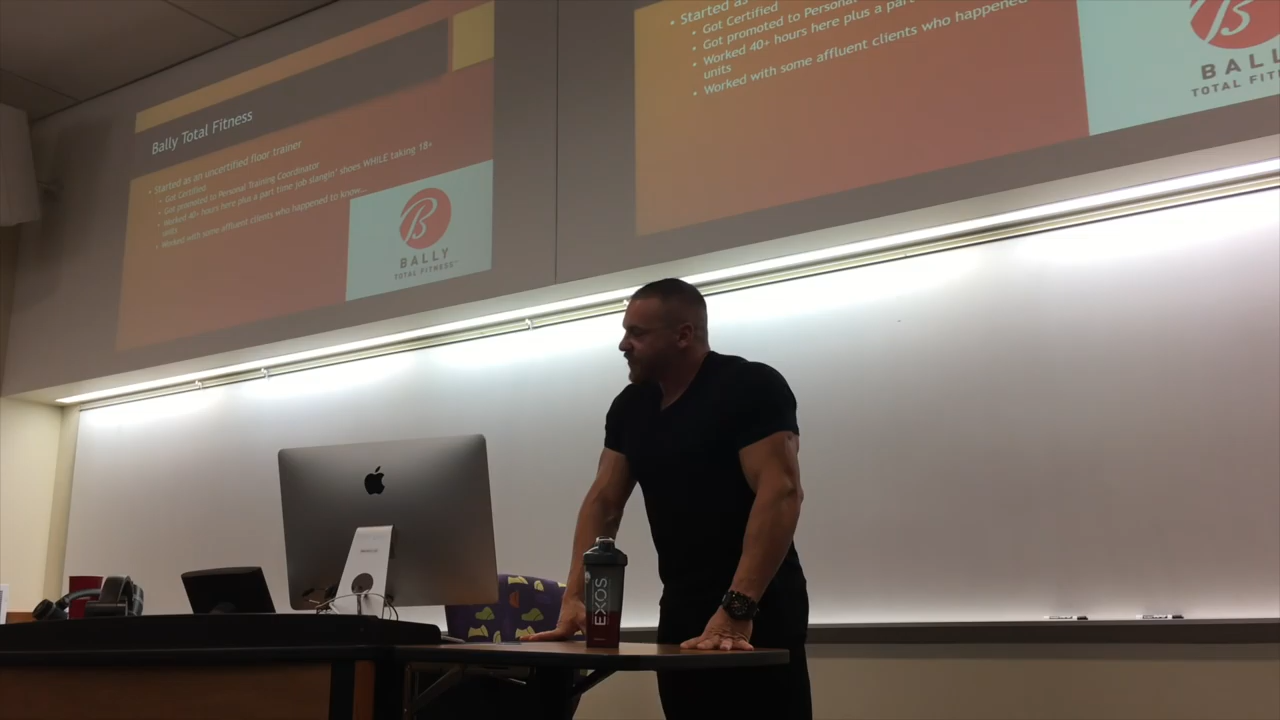 Bally Total Fitness
• Started as an uncertified floor trainer
• Got Certified
• Got promoted to Personal Training Coordinator
• Worked 40+ hours here plus a part time job slangin' shoes WHILE taking 18+
units
• Worked with some affluent clients who happened to know...
B
BALLY
TOTAL FITNESS
• Started as
• Got Certified
• Got promoted to Personal
• Worked 40+ hours here plus a part
units
• Worked with some affluent clients who happened
B
BALLY
TOTAL FIT
EXOS